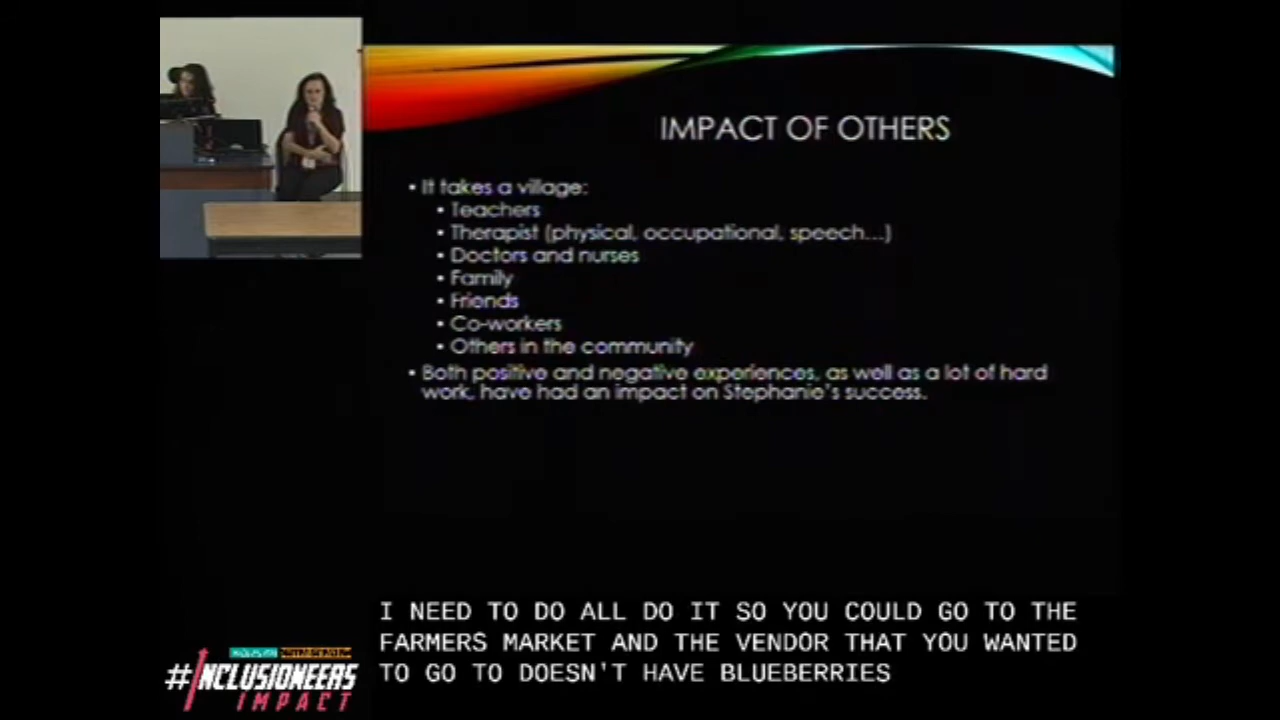 IMPACT OF OTHERS
• It takes a village:
• Teachers
• Therapist (physical, occupational, speech...)
• Doctors and nurses
• Family
• Friends
• Co-workers
• Others in the community
• Both positive and negative experiences, as well as a lot of hard
work, have had an impact on Stephanie's success.
I NEED TO DO ALL DO IT SO YOU COULD GO TO THE
FARMERS MARKET AND THE VENDOR THAT YOU WANTED
TO GO TO DOESN'T HAVE BLUEBERRIES
#INCLUSIONEERS
IMPACT